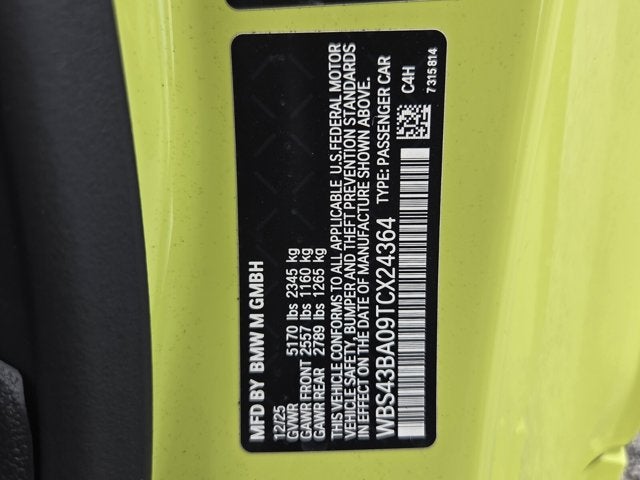 MFD BY BMW M GMBH
12/25
GVWR 5170 lbs 2345 kg
GAWR FRONT 2557 lbs 1160 kg
GAWR REAR 2789 lbs 1265 kg
THIS VEHICLE CONFORMS TO ALL APPLICABLE U.S.FEDERAL MOTOR
VEHICLE SAFETY, BUMPER AND THEFT PREVENTION STANDARDS
IN EFFECT ON THE DATE OF MANUFACTURE SHOWN ABOVE.
WBS43BA09TCX24364 TYPE: PASSENGER CAR
C4H
7 315 814